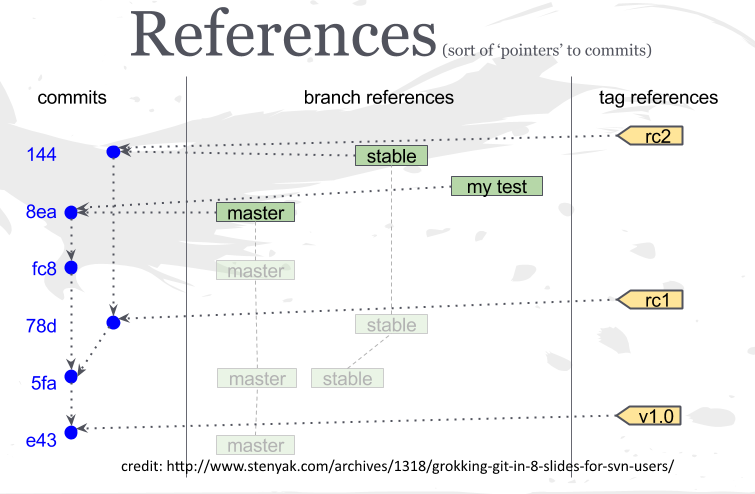 References (sort of ‘pointers’ to commits)
commits
branch references
tag references
rc2
144
stable
my test
8ea
master
fc8
master
rc1
78d
stable
5fa
master
stable
v1.0
e43
master
credit: http://www.stenyak.com/archives/1318/grokking-git-in-8-slides-for-svn-users/